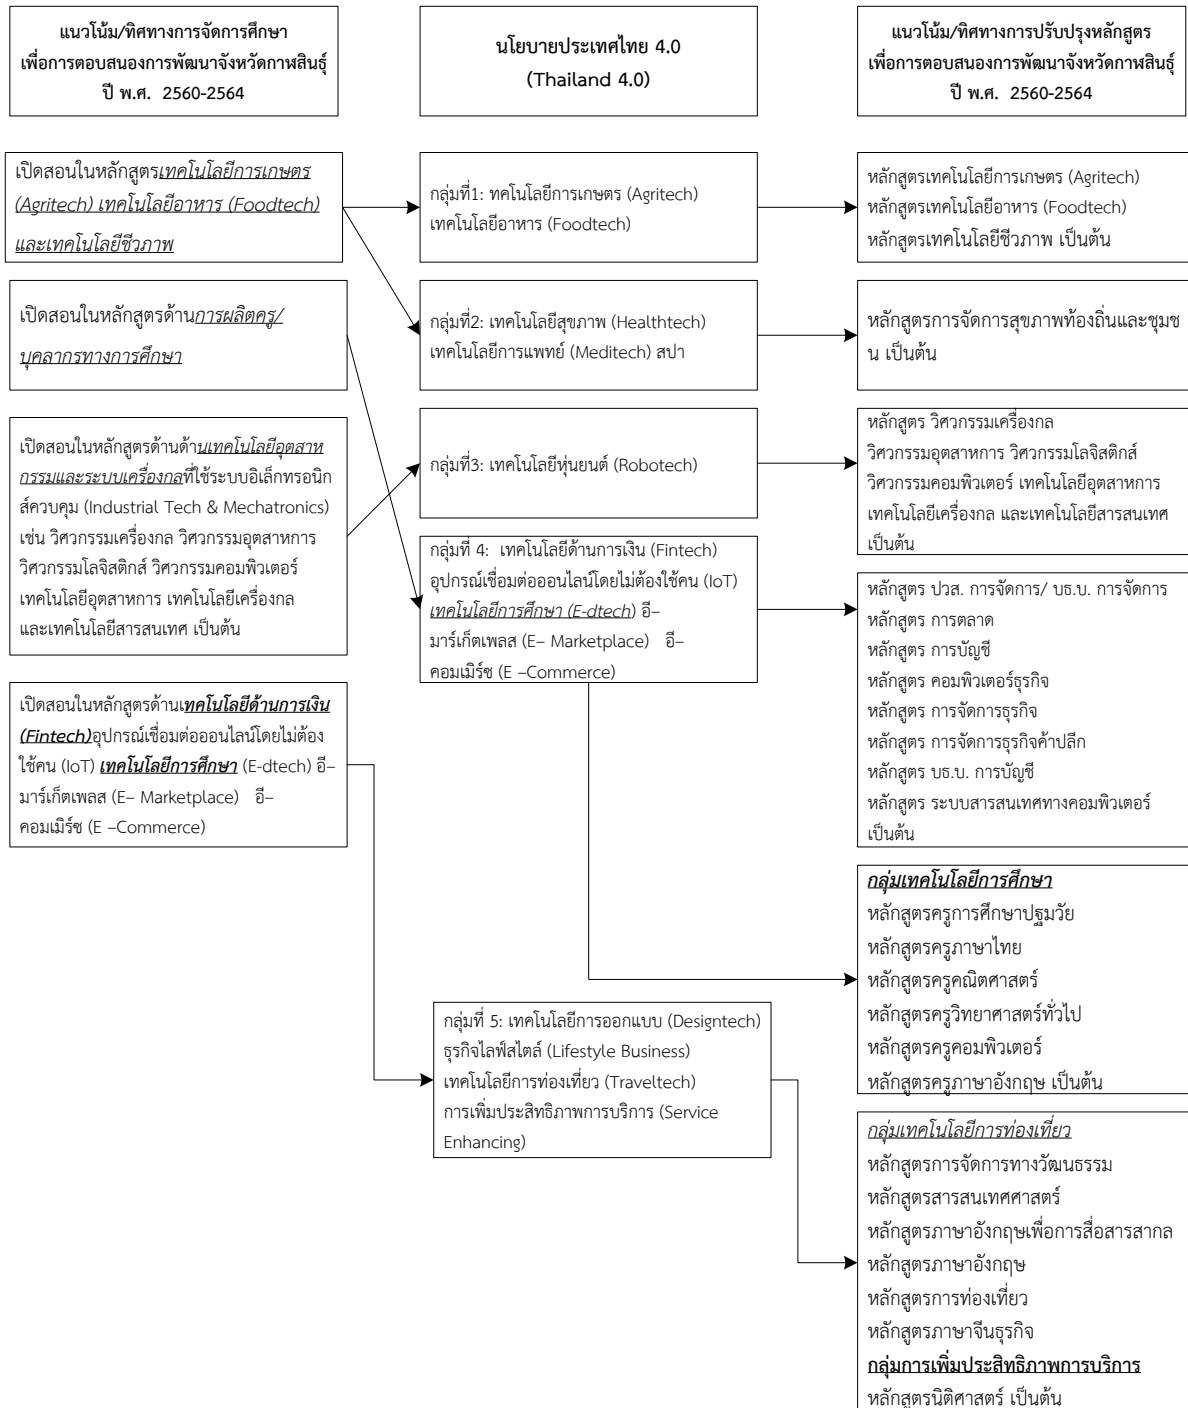 แนวโน้ม/ทิศทางการจัดการศึกษา
เพื่อการตอบสนองการพัฒนาจังหวัดกาฬสินธุ์
ปี พ.ศ. 2560-2564
นโยบายประเทศไทย 4.0
(Thailand 4.0)
แนวโน้ม/ทิศทางการปรับปรุงหลักสูตร
เพื่อการตอบสนองการพัฒนาจังหวัดกาฬสินธุ์
ปี พ.ศ. 2560-2564
เปิดสอนในหลักสูตรเทคโนโลยีการเกษตร
(Agritech) เทคโนโลยีอาหาร (Foodtech)
และเทคโนโลยีชีวภาพ
กลุ่มที่1: ทคโนโลยีการเกษตร (Agritech)
เทคโนโลยีอาหาร (Foodtech)
หลักสูตรเทคโนโลยีการเกษตร (Agritech)
หลักสูตรเทคโนโลยีอาหาร (Foodtech)
หลักสูตรเทคโนโลยีชีวภาพ เป็นต้น
เปิดสอนในหลักสูตรด้านการผลิตครู/
บุคลากรทางการศึกษา
กลุ่มที่2: เทคโนโลยีสุขภาพ (Healthtech)
เทคโนโลยีการแพทย์ (Meditech) สปา
หลักสูตรการจัดการสุขภาพท้องถิ่นและชุมช
น เป็นต้น
เปิดสอนในหลักสูตรด้านด้านเทคโนโลยีอุตสาห
กรรมและระบบเครื่องกลที่ใช้ระบบอิเล็กทรอนิก
ส์ควบคุม (Industrial Tech & Mechatronics)
เช่น วิศวกรรมเครื่องกล วิศวกรรมอุตสาหการ
วิศวกรรมโลจิสติกส์ วิศวกรรมคอมพิวเตอร์
เทคโนโลยีอุตสาหการ เทคโนโลยีเครื่องกล
และเทคโนโลยีสารสนเทศ เป็นต้น
กลุ่มที่3: เทคโนโลยีหุ่นยนต์ (Robotech)
หลักสูตร วิศวกรรมเครื่องกล
วิศวกรรมอุตสาหการ วิศวกรรมโลจิสติกส์
วิศวกรรมคอมพิวเตอร์ เทคโนโลยีอุตสาหการ
เทคโนโลยีเครื่องกล และเทคโนโลยีสารสนเทศ
เป็นต้น
กลุ่มที่ 4: เทคโนโลยีด้านการเงิน (Fintech)
อุปกรณ์เชื่อมต่อออนไลน์โดยไม่ต้องใช้คน (IoT)
เทคโนโลยีการศึกษา (E-dtech) อี–
มาร์เก็ตเพลส (E– Marketplace) อี–
คอมเมิร์ซ (E –Commerce)
หลักสูตร ปวส. การจัดการ/ บธ.บ. การจัดการ
หลักสูตร การตลาด
หลักสูตร การบัญชี
หลักสูตร คอมพิวเตอร์ธุรกิจ
หลักสูตร การจัดการธุรกิจ
หลักสูตร การจัดการธุรกิจค้าปลีก
หลักสูตร บธ.บ. การบัญชี
หลักสูตร ระบบสารสนเทศทางคอมพิวเตอร์
เป็นต้น
เปิดสอนในหลักสูตรด้านเทคโนโลยีด้านการเงิน
(Fintech)อุปกรณ์เชื่อมต่อออนไลน์โดยไม่ต้อง
ใช้คน (IoT) เทคโนโลยีการศึกษา (E-dtech) อี–
มาร์เก็ตเพลส (E– Marketplace) อี–
คอมเมิร์ซ (E –Commerce)
กลุ่มเทคโนโลยีการศึกษา
หลักสูตรครูการศึกษาปฐมวัย
หลักสูตรครูภาษาไทย
หลักสูตรครูคณิตศาสตร์
หลักสูตรครูวิทยาศาสตร์ทั่วไป
หลักสูตรครูคอมพิวเตอร์
หลักสูตรครูภาษาอังกฤษ เป็นต้น
กลุ่มที่ 5: เทคโนโลยีการออกแบบ (Designtech)
ธุรกิจไลฟ์สไตล์ (Lifestyle Business)
เทคโนโลยีการท่องเที่ยว (Traveltech)
การเพิ่มประสิทธิภาพการบริการ (Service
Enhancing)
กลุ่มเทคโนโลยีการท่องเที่ยว
หลักสูตรการจัดการทางวัฒนธรรม
หลักสูตรสารสนเทศศาสตร์
หลักสูตรภาษาอังกฤษเพื่อการสื่อสารสากล
หลักสูตรภาษาอังกฤษ
หลักสูตรการท่องเที่ยว
หลักสูตรภาษาจีนธุรกิจ
กลุ่มการเพิ่มประสิทธิภาพการบริการ
หลักสูตรนิติศาสตร์ เป็นต้น